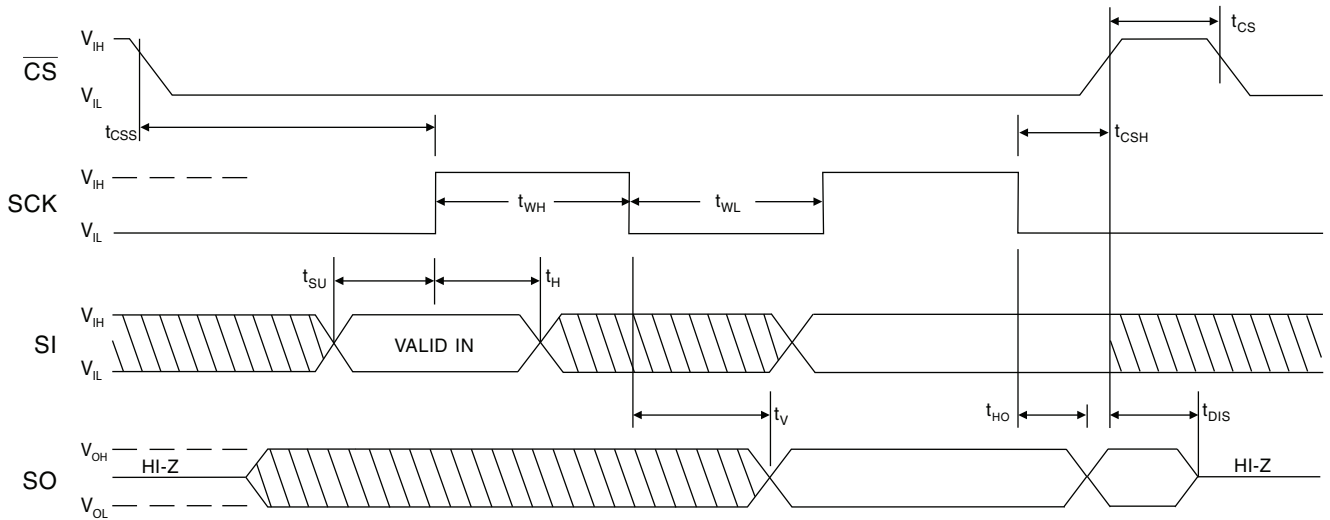 t_CS
V_IH
CS
V_IL
t_CSS
t_CSH
V_IH
SCK
t_WH
t_WL
V_IL
t_SU
t_H
V_IH
SI
VALID IN
V_IL
t_V
t_HO
t_DIS
V_OH
HI-Z
HI-Z
SO
V_OL